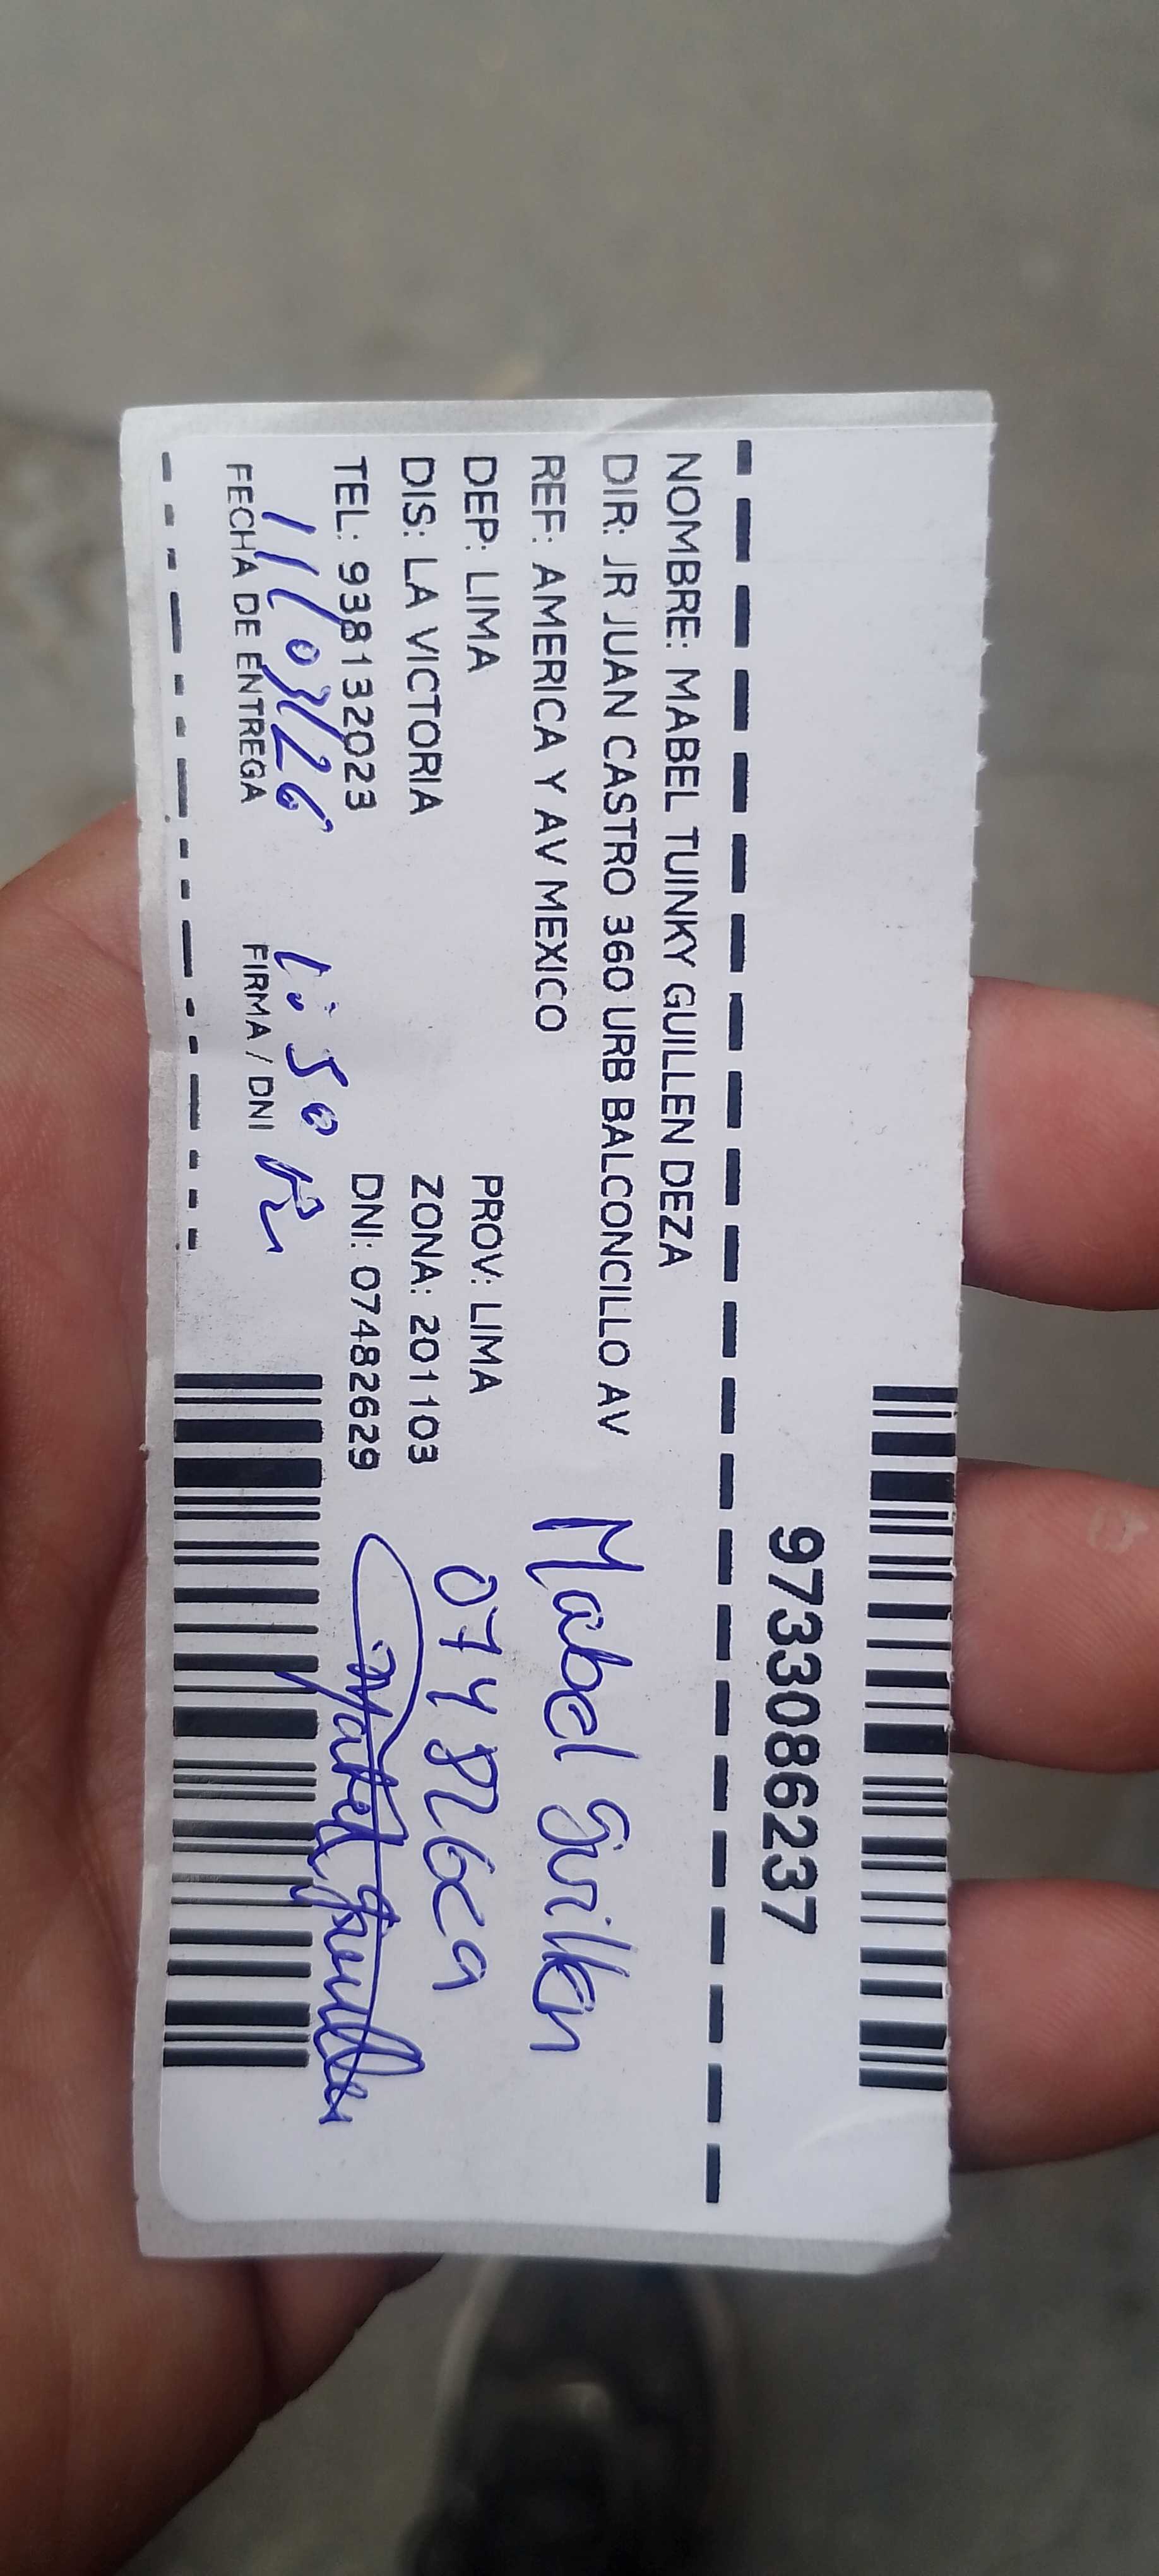 9733086237
NOMBRE: MABEL TUINKY GUILLEN DEZA
DIR: JR JUAN CASTRO 360 URB BALCONCILLO AV
REF: AMERICA Y AV MEXICO
Mabel Guillen
DEP: LIMA PROV: LIMA
DIS: LA VICTORIA ZONA: 201103
TEL: 938132023 DNI: 07482629
11/03/26 1:50
FECHA DE ENTREGA FIRMA / DNI